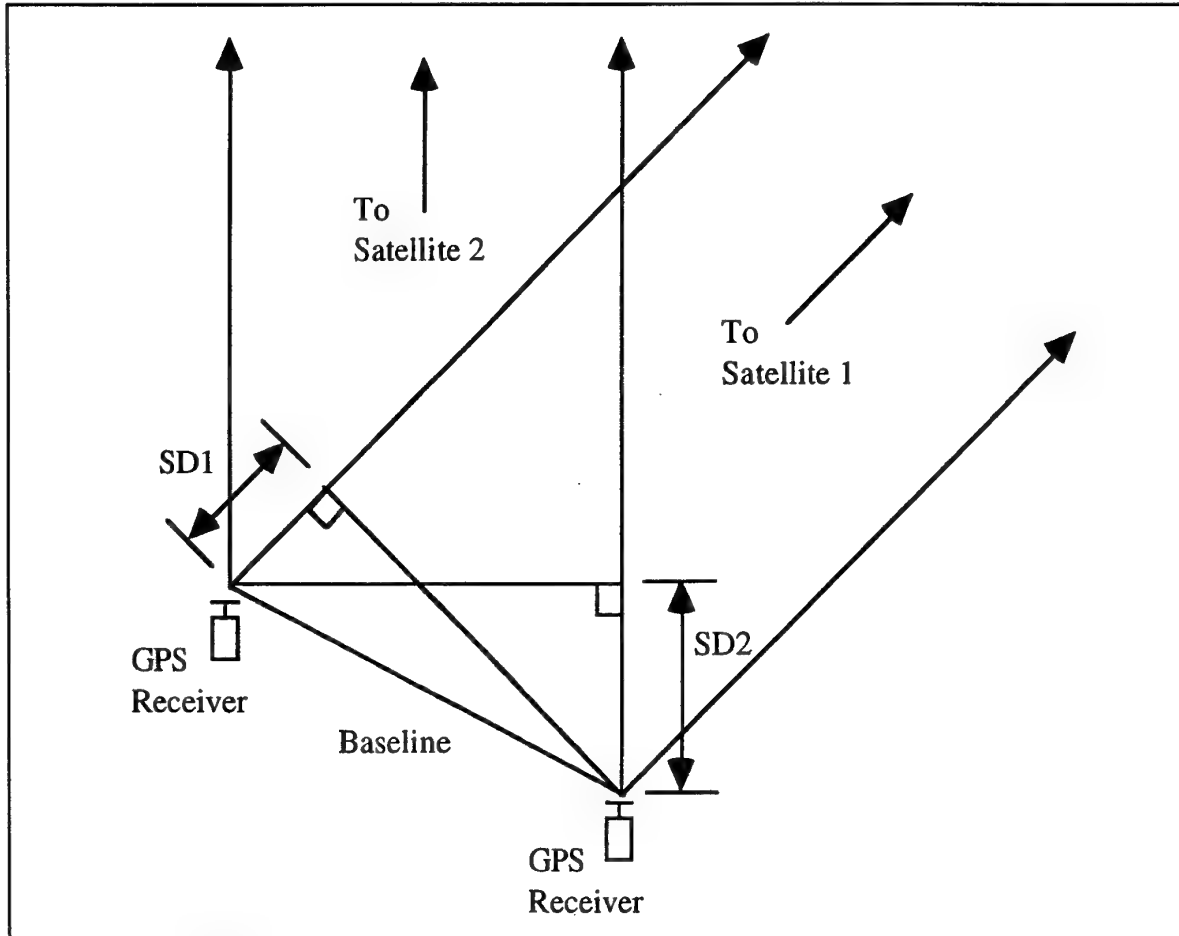 To
Satellite 2
To
Satellite 1
SD1
SD2
GPS
Receiver
Baseline
GPS
Receiver